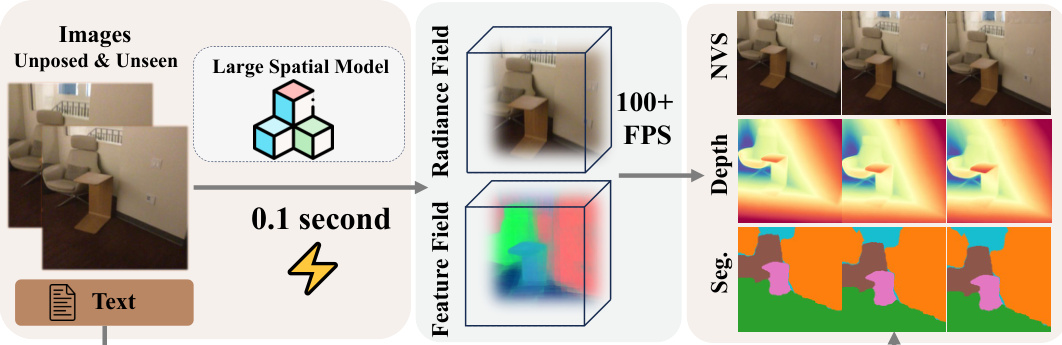 Images
Unposed & Unseen
Large Spatial Model
0.1 second
Text
Radiance Field
Feature Field
100+
FPS
NVS
Depth
Seg.